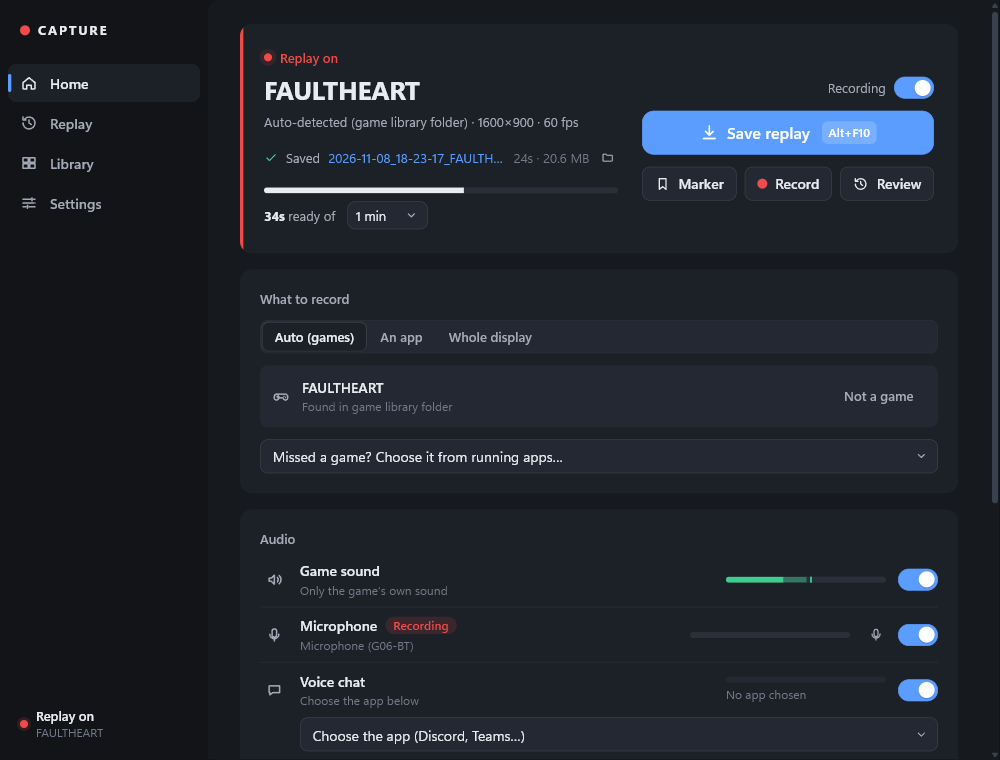 CAPTURE
Home
Replay
Library
Settings
Replay on
FAULTHEART
Replay on
FAULTHEART
Auto-detected (game library folder) · 1600×900 · 60 fps
Saved 2026-11-08_18-23-17_FAULTH... 24s · 20.6 MB
34s ready of 1 min
Recording
Save replay Alt+F10
Marker Record Review
What to record
Auto (games) An app Whole display
FAULTHEART
Found in game library folder
Not a game
Missed a game? Choose it from running apps...
Audio
Game sound
Only the game's own sound
Microphone Recording
Microphone (G06-BT)
Voice chat
Choose the app below
No app chosen
Choose the app (Discord, Teams...)